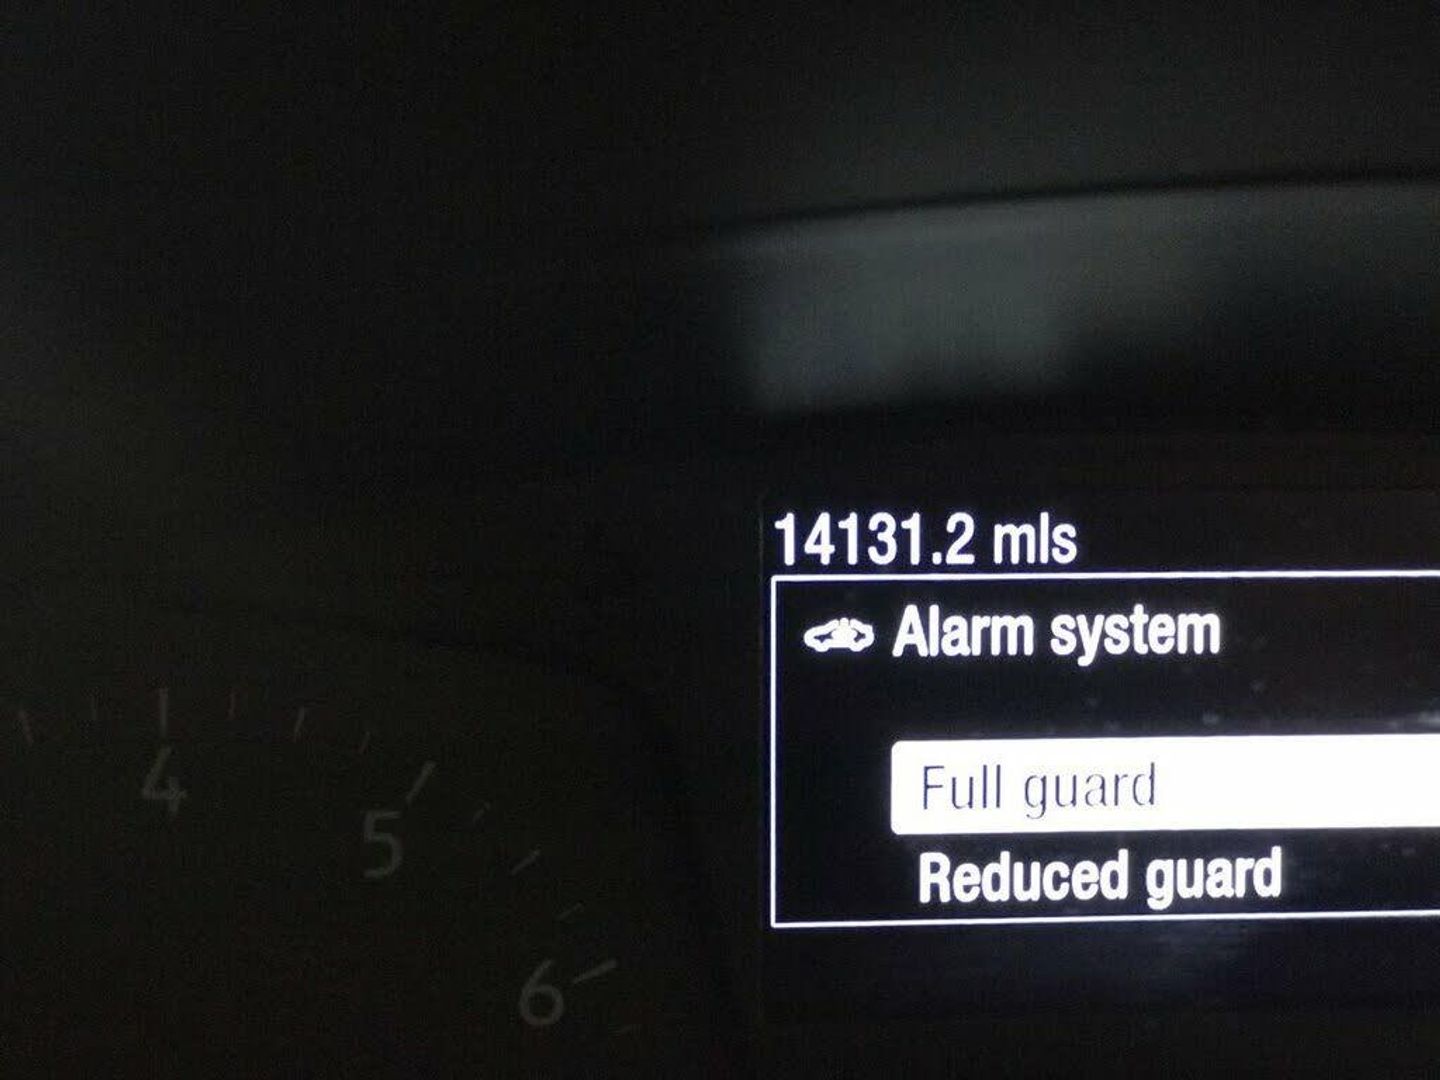 14131.2 mls
Alarm system
Full guard
Reduced guard
4
5
6